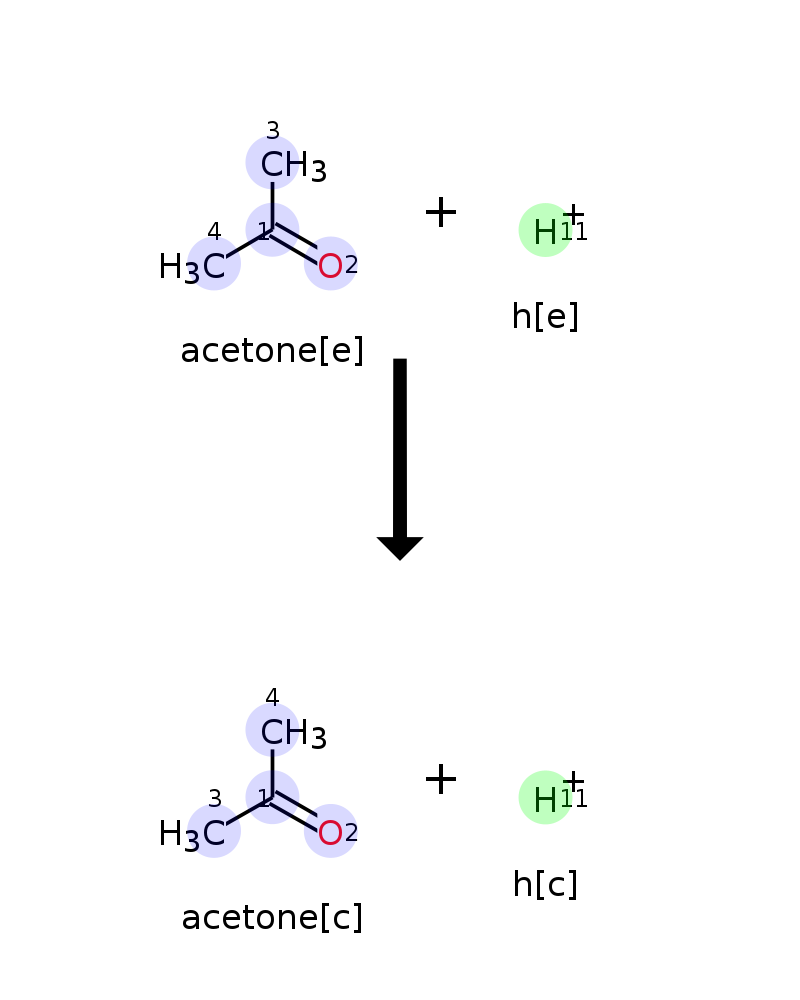 3
CH3
+
H+
11
4
1
H3C
O2
h[e]
acetone[e]
4
CH3
+
H+
11
3
1
H3C
O2
h[c]
acetone[c]